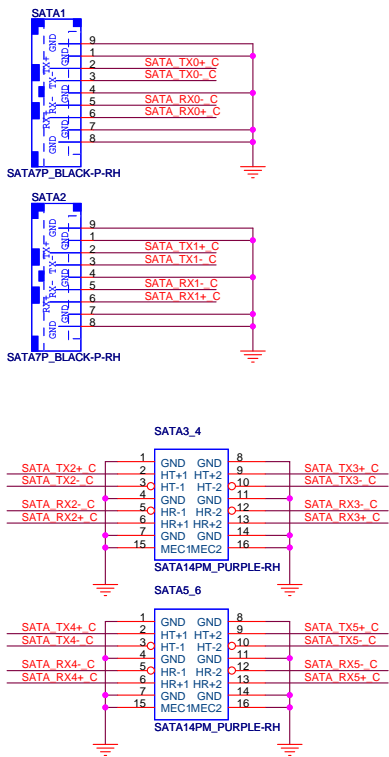 SATA1
GND 9
GND 1
TX+ 2 SATA_TX0+_C
TX- 3 SATA_TX0-_C
GND 4
RX- 5 SATA_RX0-_C
RX+ 6 SATA_RX0+_C
GND 7
GND 8
SATA7P_BLACK-P-RH
SATA2
GND 9
GND 1
TX+ 2 SATA_TX1+_C
TX- 3 SATA_TX1-_C
GND 4
RX- 5 SATA_RX1-_C
RX+ 6 SATA_RX1+_C
GND 7
GND 8
SATA7P_BLACK-P-RH
SATA3_4
1 GND GND 8
SATA_TX2+_C 2 HT+1 HT+2 9 SATA_TX3+_C
SATA_TX2-_C 3 HT-1 HT-2 10 SATA_TX3-_C
4 GND GND 11
SATA_RX2-_C 5 HR-1 HR-2 12 SATA_RX3-_C
SATA_RX2+_C 6 HR+1 HR+2 13 SATA_RX3+_C
7 GND GND 14
15 MEC1 MEC2 16
SATA14PM_PURPLE-RH
SATA5_6
1 GND GND 8
SATA_TX4+_C 2 HT+1 HT+2 9 SATA_TX5+_C
SATA_TX4-_C 3 HT-1 HT-2 10 SATA_TX5-_C
4 GND GND 11
SATA_RX4-_C 5 HR-1 HR-2 12 SATA_RX5-_C
SATA_RX4+_C 6 HR+1 HR+2 13 SATA_RX5+_C
7 GND GND 14
15 MEC1 MEC2 16
SATA14PM_PURPLE-RH